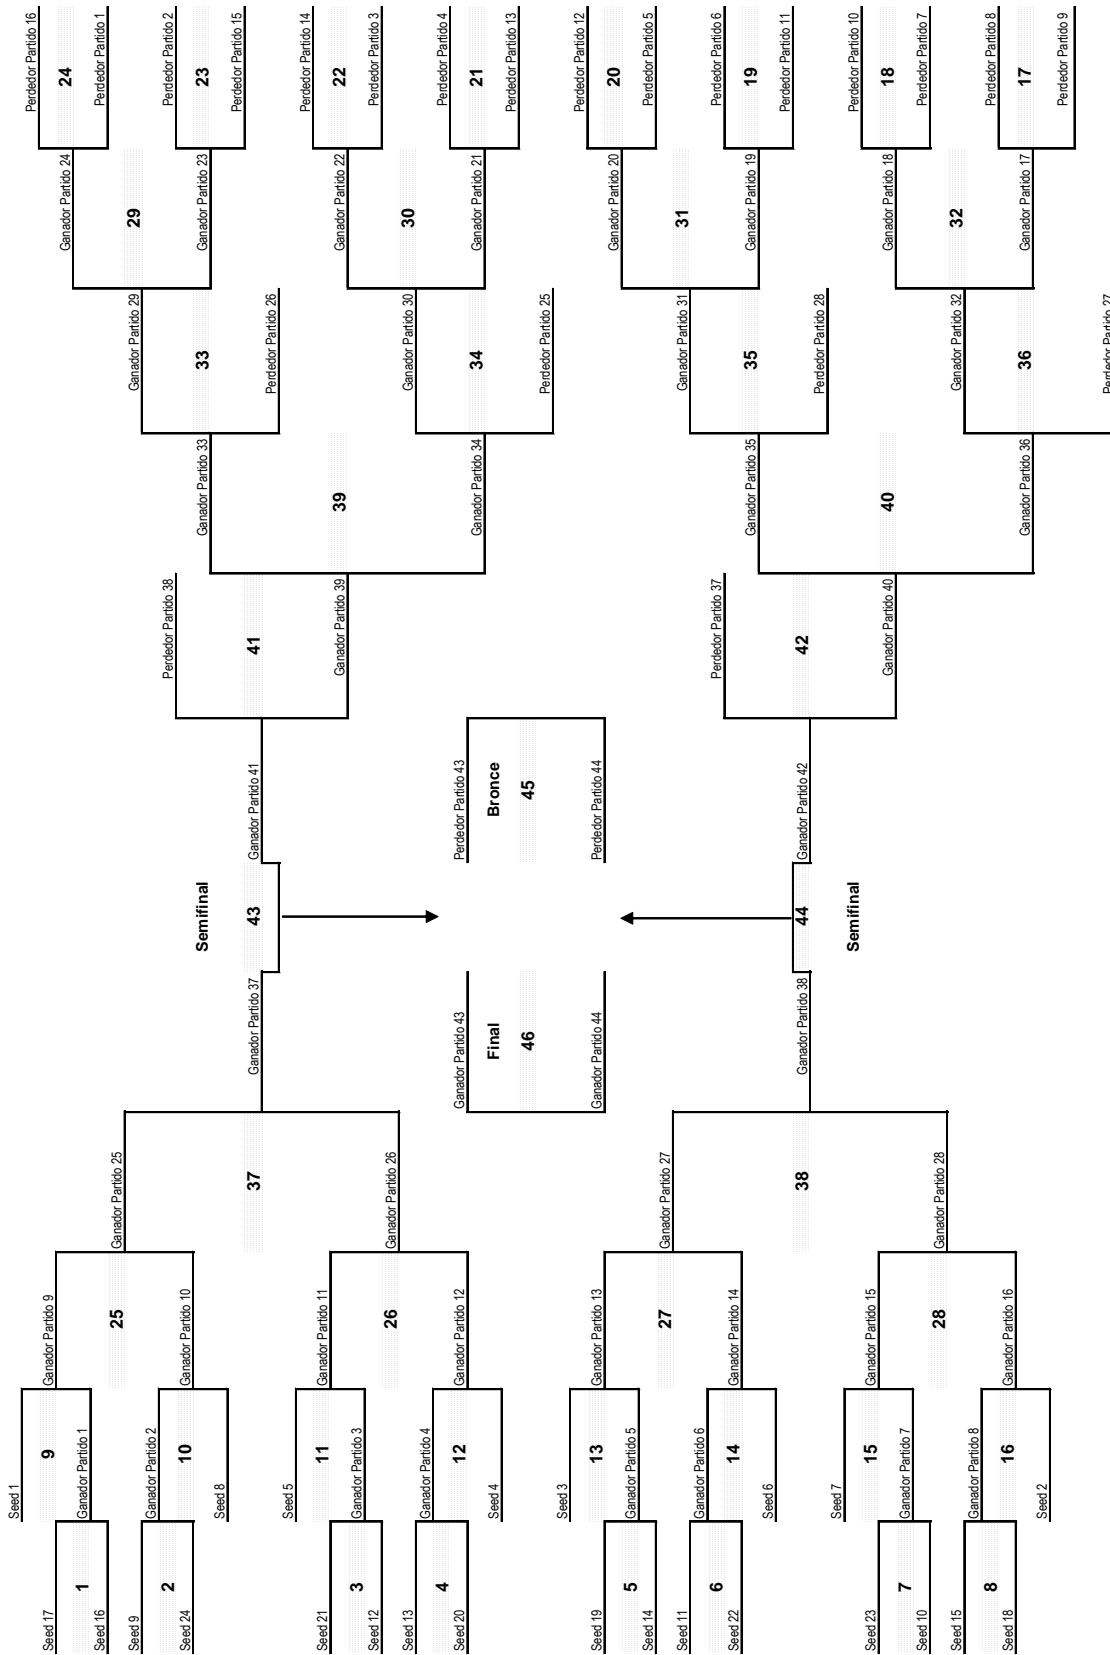 Seed 17
1
Seed 16
Seed 9
2
Seed 24
Seed 21
3
Seed 12
Seed 13
4
Seed 20
Seed 19
5
Seed 14
Seed 11
6
Seed 22
Seed 23
7
Seed 10
Seed 15
8
Seed 18
Seed 1
9
Ganador Partido 1
Ganador Partido 2
10
Seed 8
Seed 5
11
Ganador Partido 3
Ganador Partido 4
12
Seed 4
Seed 3
13
Ganador Partido 5
Ganador Partido 6
14
Seed 6
Seed 7
15
Ganador Partido 7
Ganador Partido 8
16
Seed 2
Ganador Partido 9
25
Ganador Partido 10
Ganador Partido 11
26
Ganador Partido 12
Ganador Partido 13
27
Ganador Partido 14
Ganador Partido 15
28
Ganador Partido 16
Ganador Partido 25
37
Ganador Partido 26
Ganador Partido 27
38
Ganador Partido 28
Ganador Partido 37
Ganador Partido 43
Final
46
Ganador Partido 44
Ganador Partido 38
Semifinal
43
44
Semifinal
Ganador Partido 41
Perdedor Partido 43
Bronce
45
Perdedor Partido 44
Ganador Partido 42
Perdedor Partido 38
41
Ganador Partido 39
Perdedor Partido 37
42
Ganador Partido 40
Ganador Partido 33
39
Ganador Partido 34
Ganador Partido 35
40
Ganador Partido 36
Ganador Partido 29
33
Perdedor Partido 26
Ganador Partido 30
34
Perdedor Partido 25
Ganador Partido 31
35
Perdedor Partido 28
Ganador Partido 32
36
Perdedor Partido 27
Ganador Partido 24
29
Ganador Partido 23
Ganador Partido 22
30
Ganador Partido 21
Ganador Partido 20
31
Ganador Partido 19
Ganador Partido 18
32
Ganador Partido 17
Perdedor Partido 16
24
Perdedor Partido 1
Perdedor Partido 2
23
Perdedor Partido 15
Perdedor Partido 14
22
Perdedor Partido 3
Perdedor Partido 4
21
Perdedor Partido 13
Perdedor Partido 12
20
Perdedor Partido 5
Perdedor Partido 6
19
Perdedor Partido 11
Perdedor Partido 10
18
Perdedor Partido 7
Perdedor Partido 8
17
Perdedor Partido 9